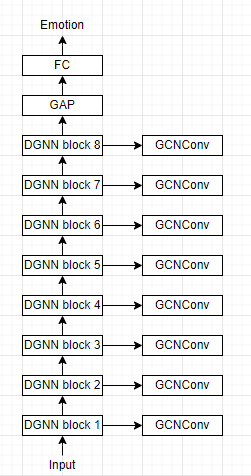 Emotion
FC
GAP
DGNN block 8 GCNConv
DGNN block 7 GCNConv
DGNN block 6 GCNConv
DGNN block 5 GCNConv
DGNN block 4 GCNConv
DGNN block 3 GCNConv
DGNN block 2 GCNConv
DGNN block 1 GCNConv
Input